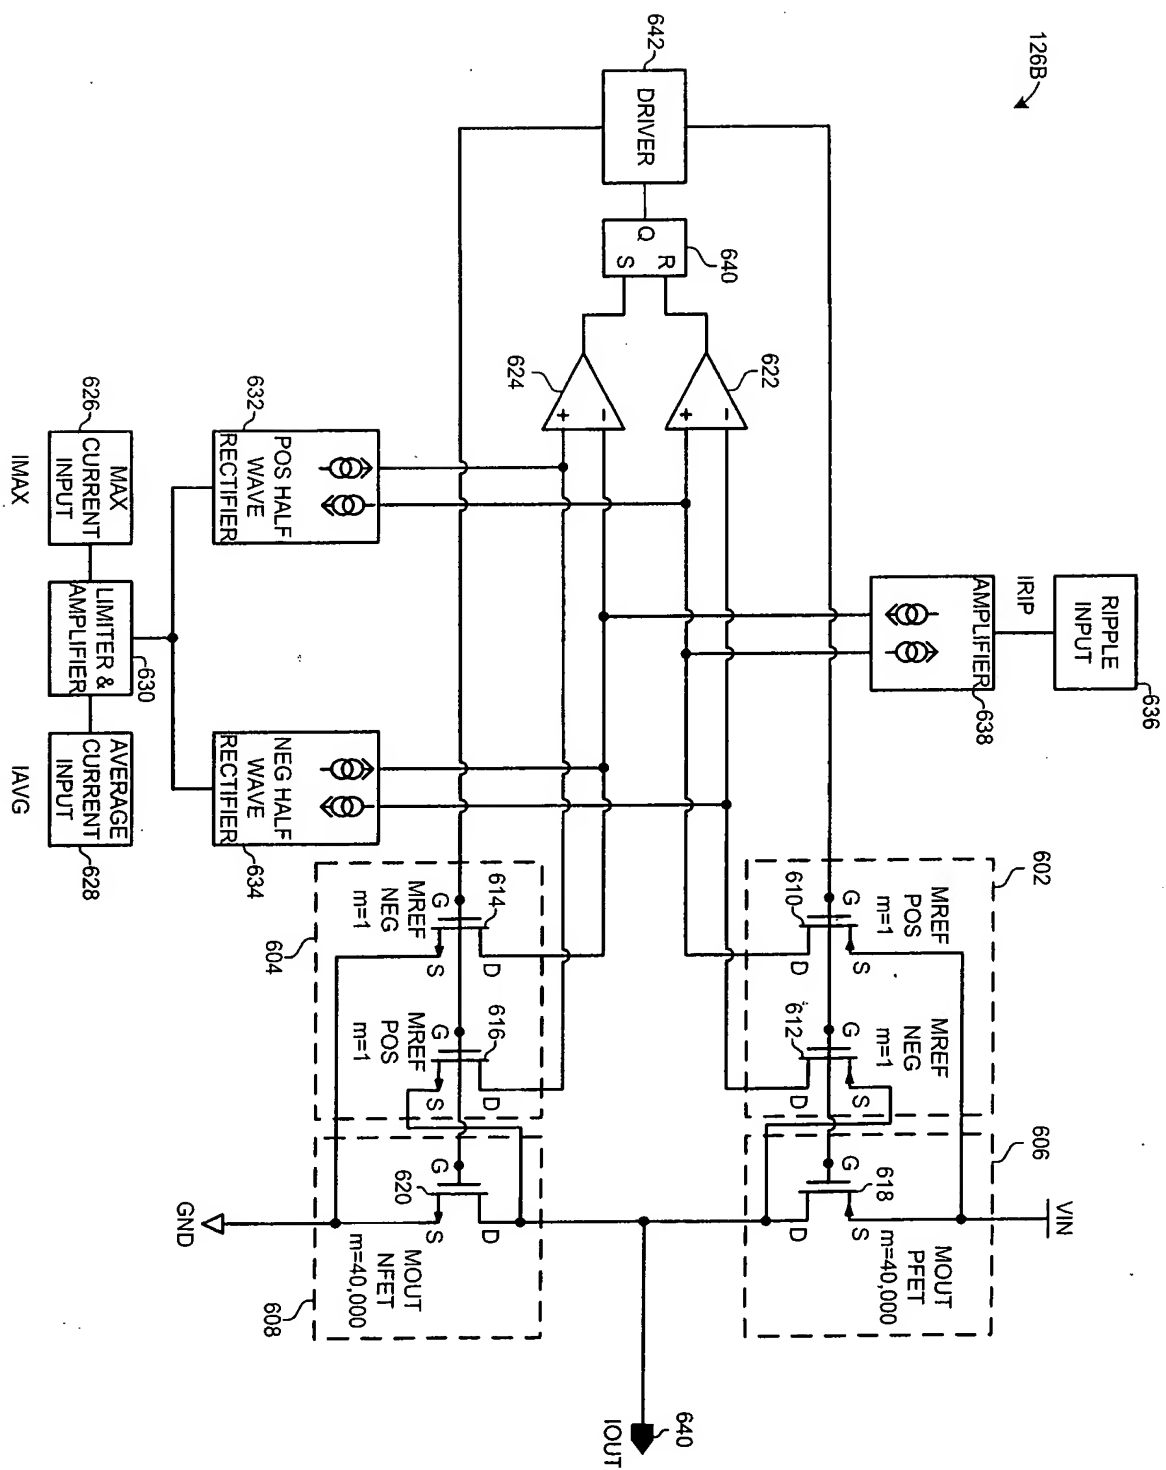 126B
642
DRIVER
640
Q
R
S
622
-
+
624
-
+
RIPPLE
INPUT
636
IRIP
AMPLIFIER
638
632
POS HALF
WAVE
RECTIFIER
NEG HALF
WAVE
RECTIFIER
634
626
MAX
CURRENT
INPUT
IMAX
LIMITER &
AMPLIFIER
630
AVERAGE
CURRENT
INPUT
628
IAVG
602
MREF
POS
m=1
610
G
S
D
MREF
NEG
m=1
612
G
S
D
606
618
G
S
D
MOUT
PFET
m=40,000
VIN
604
614
G
D
S
MREF
NEG
m=1
616
G
D
S
MREF
POS
m=1
608
620
G
D
S
MOUT
NFET
m=40,000
GND
640
IOUT